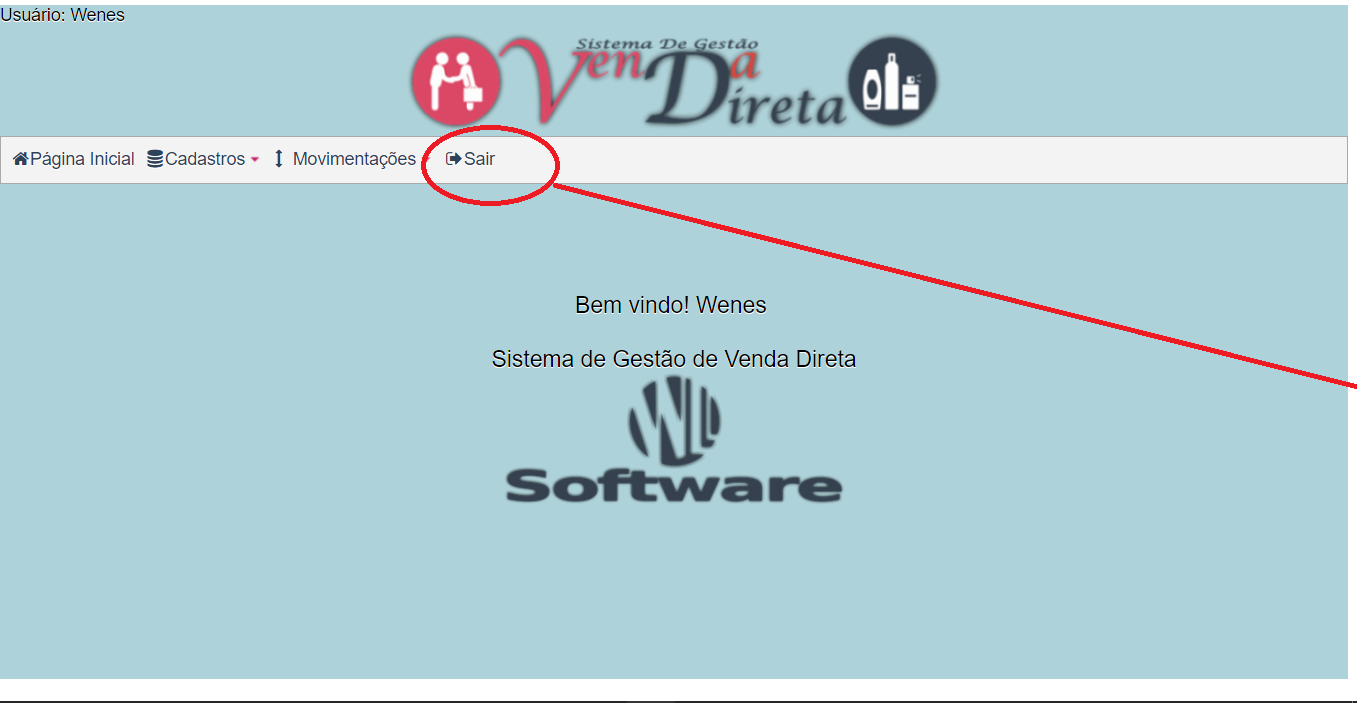 Usuário: Wenes
Sistema De Gestão
VenDa
Direta
Página Inicial Cadastros Movimentações Sair
Bem vindo! Wenes
Sistema de Gestão de Venda Direta
WL
Software